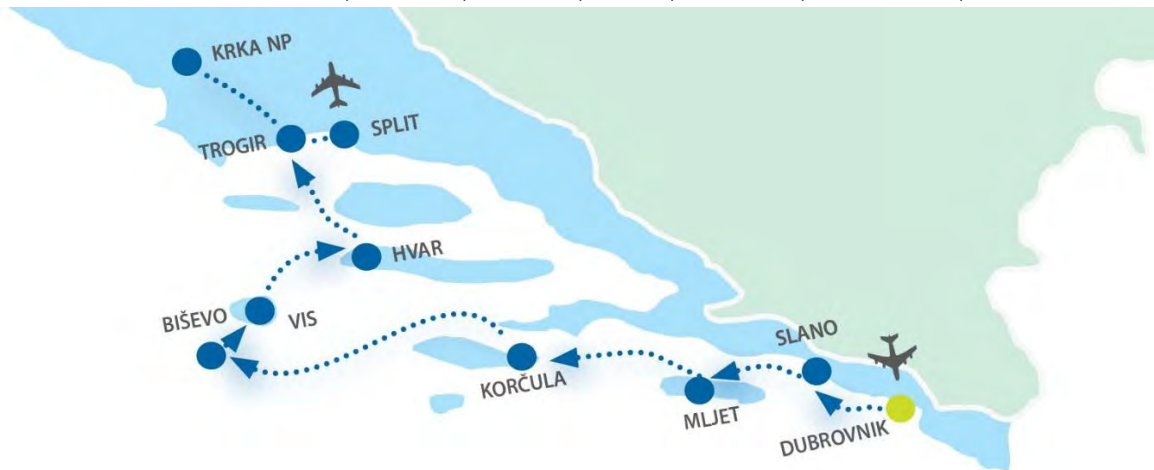 KRKA NP
SPLIT
TROGIR
HVAR
BIŠEVO
VIS
SLANO
KORČULA
MLJET
DUBROVNIK